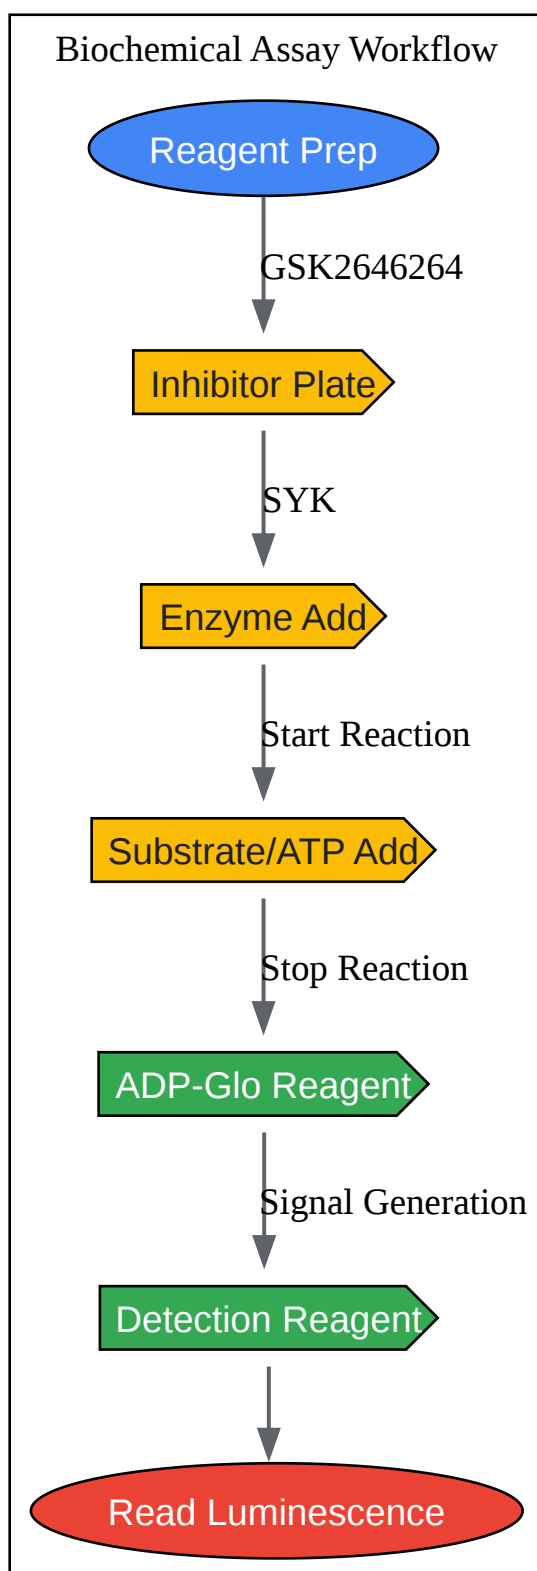 Biochemical Assay Workflow
Reagent Prep
GSK2646264
Inhibitor Plate
SYK
Enzyme Add
Start Reaction
Substrate/ATP Add
Stop Reaction
ADP-Glo Reagent
Signal Generation
Detection Reagent
Read Luminescence